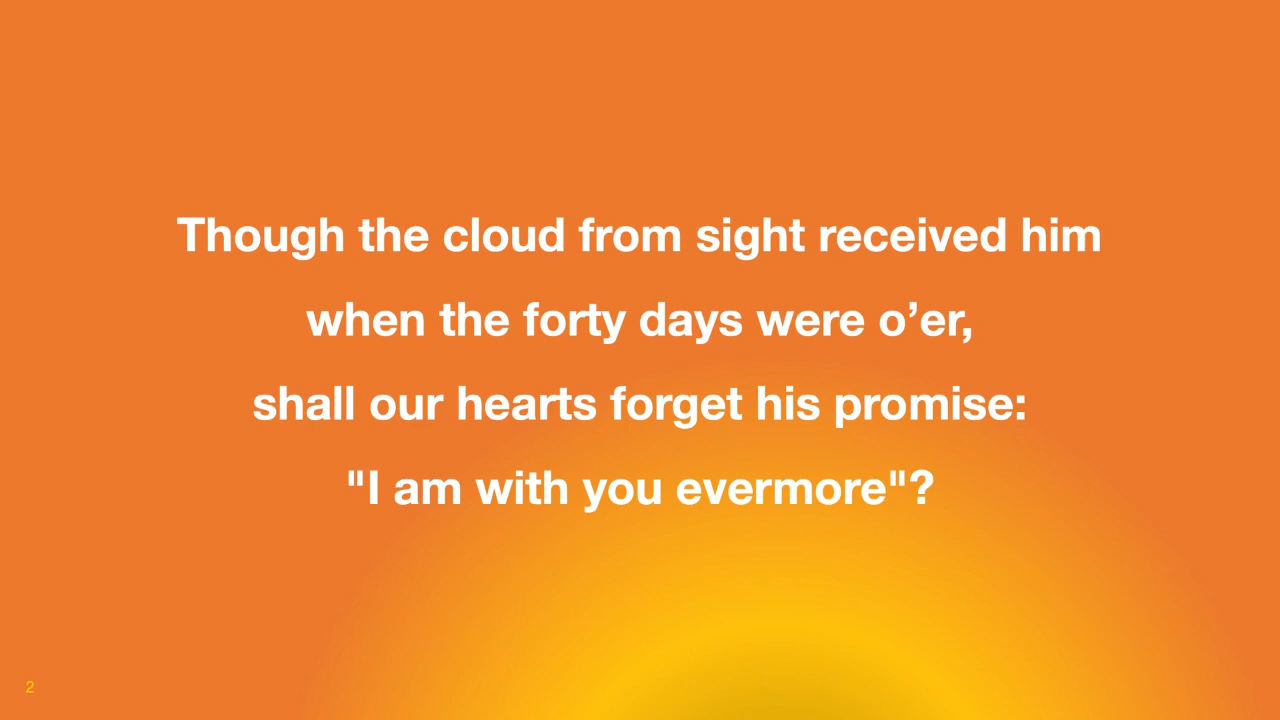 Though the cloud from sight received him
when the forty days were o’er,
shall our hearts forget his promise:
"I am with you evermore"?
2